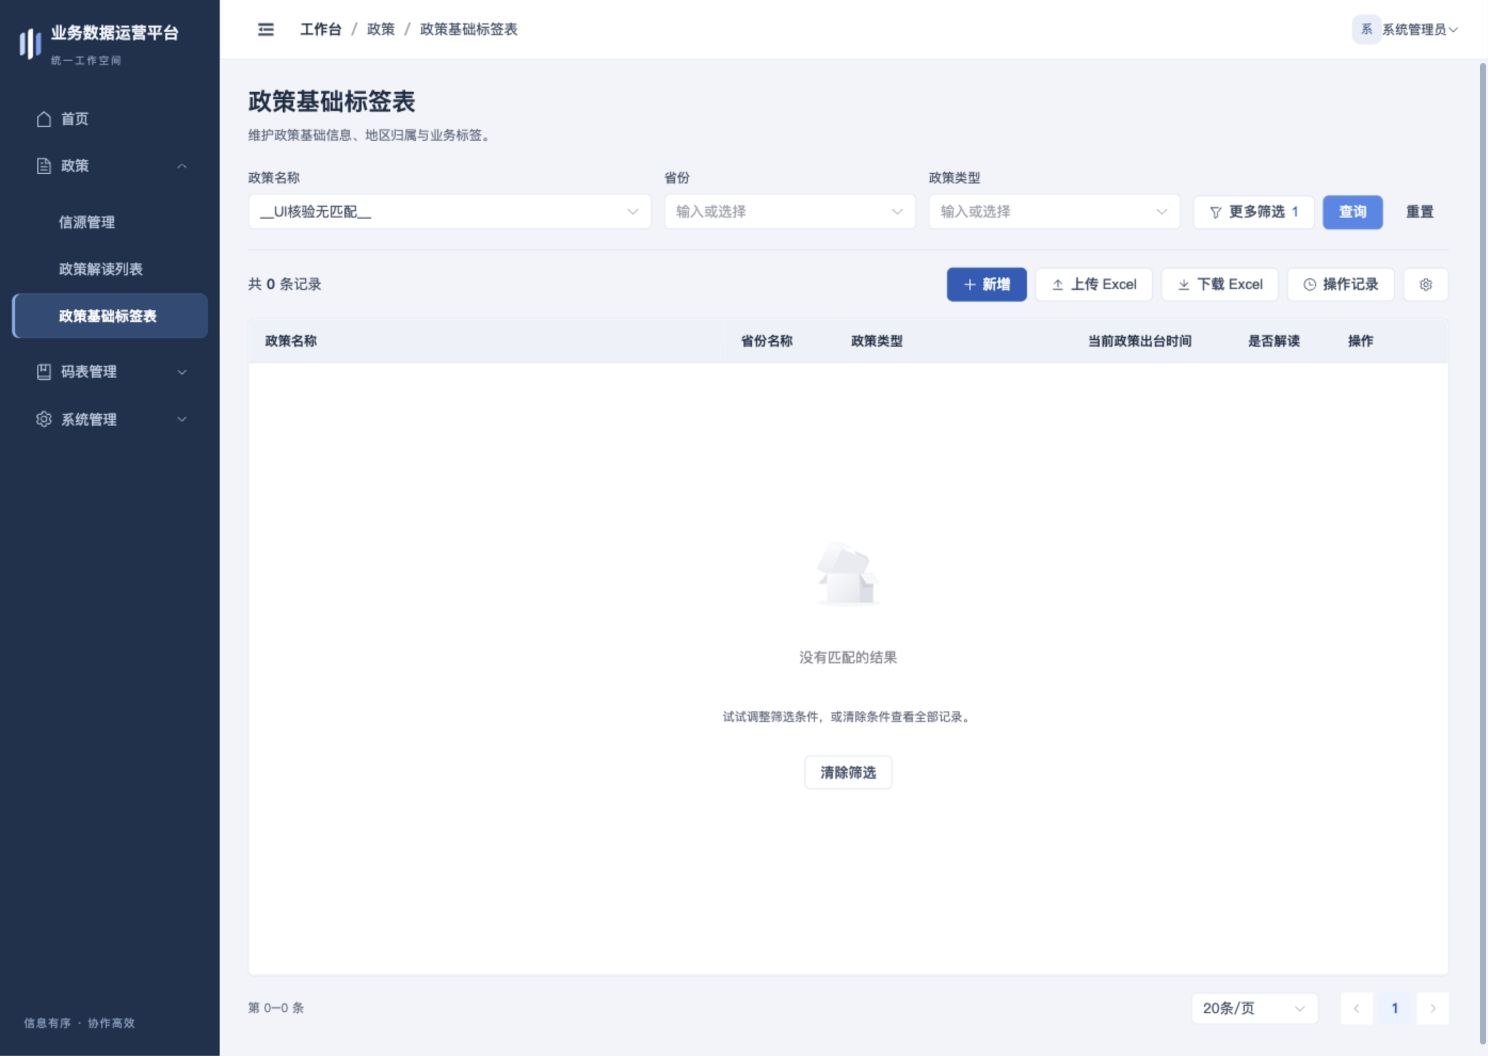 业务数据运营平台
统一工作空间
首页
政策
信源管理
政策解读列表
政策基础标签表
码表管理
系统管理
信息有序 · 协作高效
工作台 / 政策 / 政策基础标签表
系 系统管理员
政策基础标签表
维护政策基础信息、地区归属与业务标签。
政策名称 省份 政策类型
__UI核验无匹配__ 输入或选择 输入或选择 更多筛选 1 查询 重置
共 0 条记录 新增 上传 Excel 下载 Excel 操作记录
政策名称 省份名称 政策类型 当前政策出台时间 是否解读 操作
没有匹配的结果
试试调整筛选条件，或清除条件查看全部记录。
清除筛选
第 0—0 条 20条/页 1